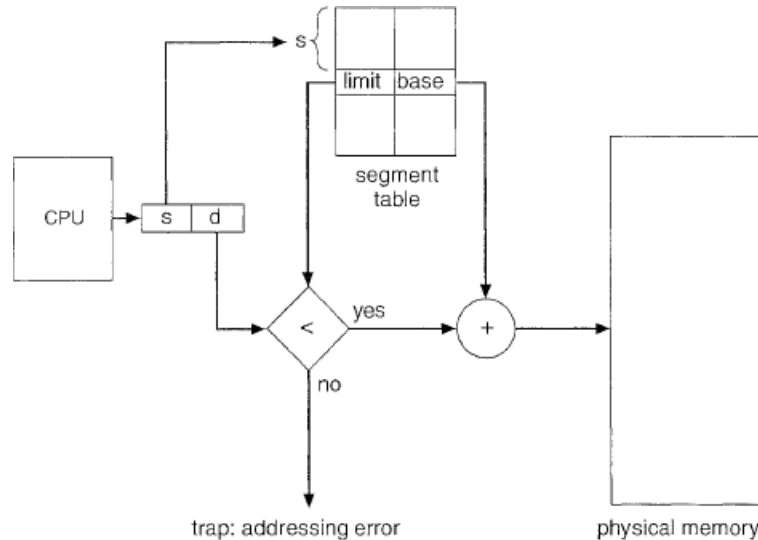 s
limit base
segment
table
CPU
s d
<
yes
+
no
trap: addressing error
physical memory